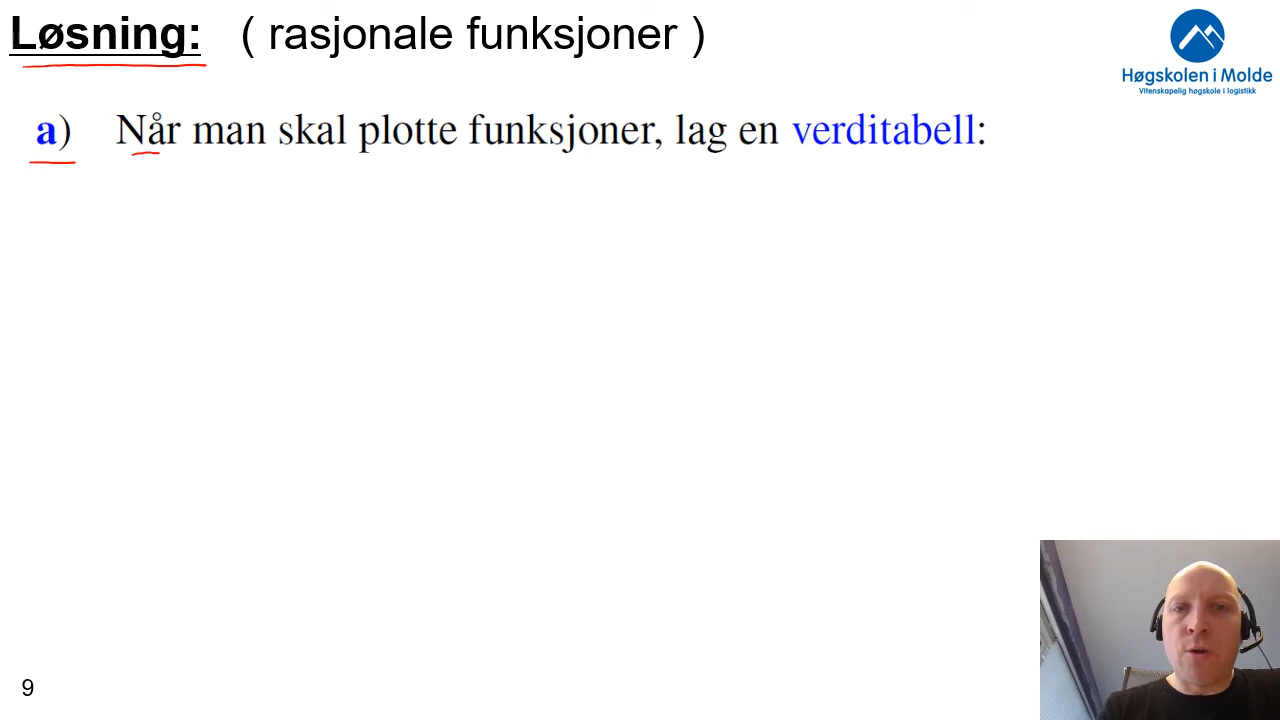 Løsning: ( rasjonale funksjoner )
Høgskolen i Molde
Vitenskapelig høgskole i logistikk
a) Når man skal plotte funksjoner, lag en verditabell:
9